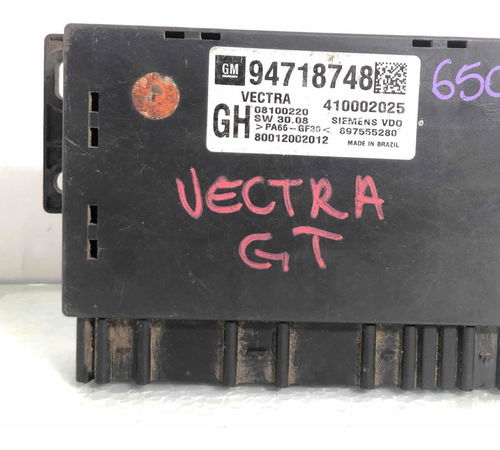 GM 94718748
VECTRA 410002025
GH 08100220 SIEMENS VDO
SW 30.08 897555280
>PA66-GF30<
80012002012 MADE IN BRAZIL
650
VECTRA
GT